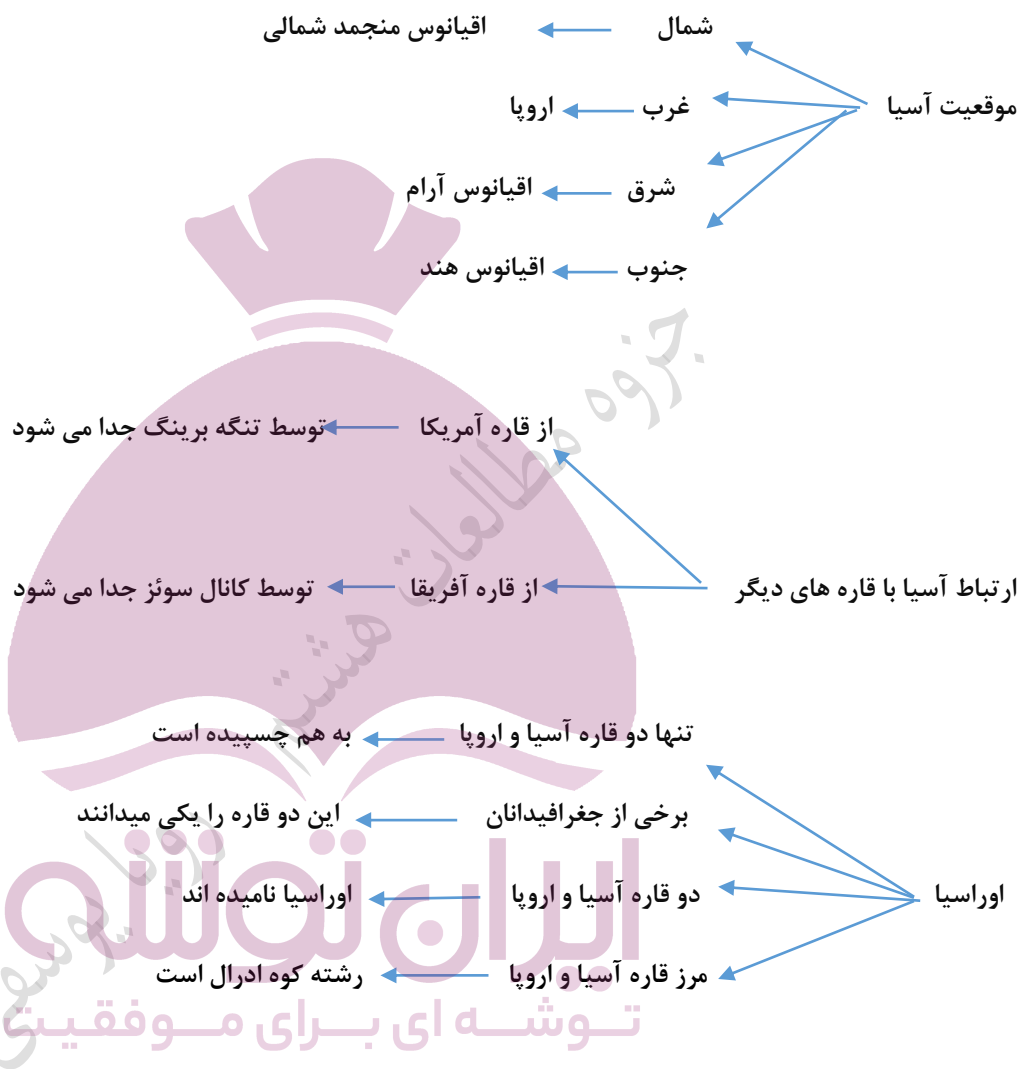 شمال اقیانوس منجمد شمالی
موقعیت آسیا غرب اروپا
شرق اقیانوس آرام
جنوب اقیانوس هند
از قاره آمریکا توسط تنگه برینگ جدا می شود
ارتباط آسیا با قاره های دیگر از قاره آفریقا توسط کانال سوئز جدا می شود
تنها دو قاره آسیا و اروپا به هم چسپیده است
برخی از جغرافیدانان این دو قاره را یکی میدانند
اوراسیا دو قاره آسیا و اروپا اوراسیا نامیده اند
مرز قاره آسیا و اروپا رشته کوه ادرال است
جزوه مطالعات هشتم رویا یوسفی
ایران توشه
توشه ای برای موفقیت